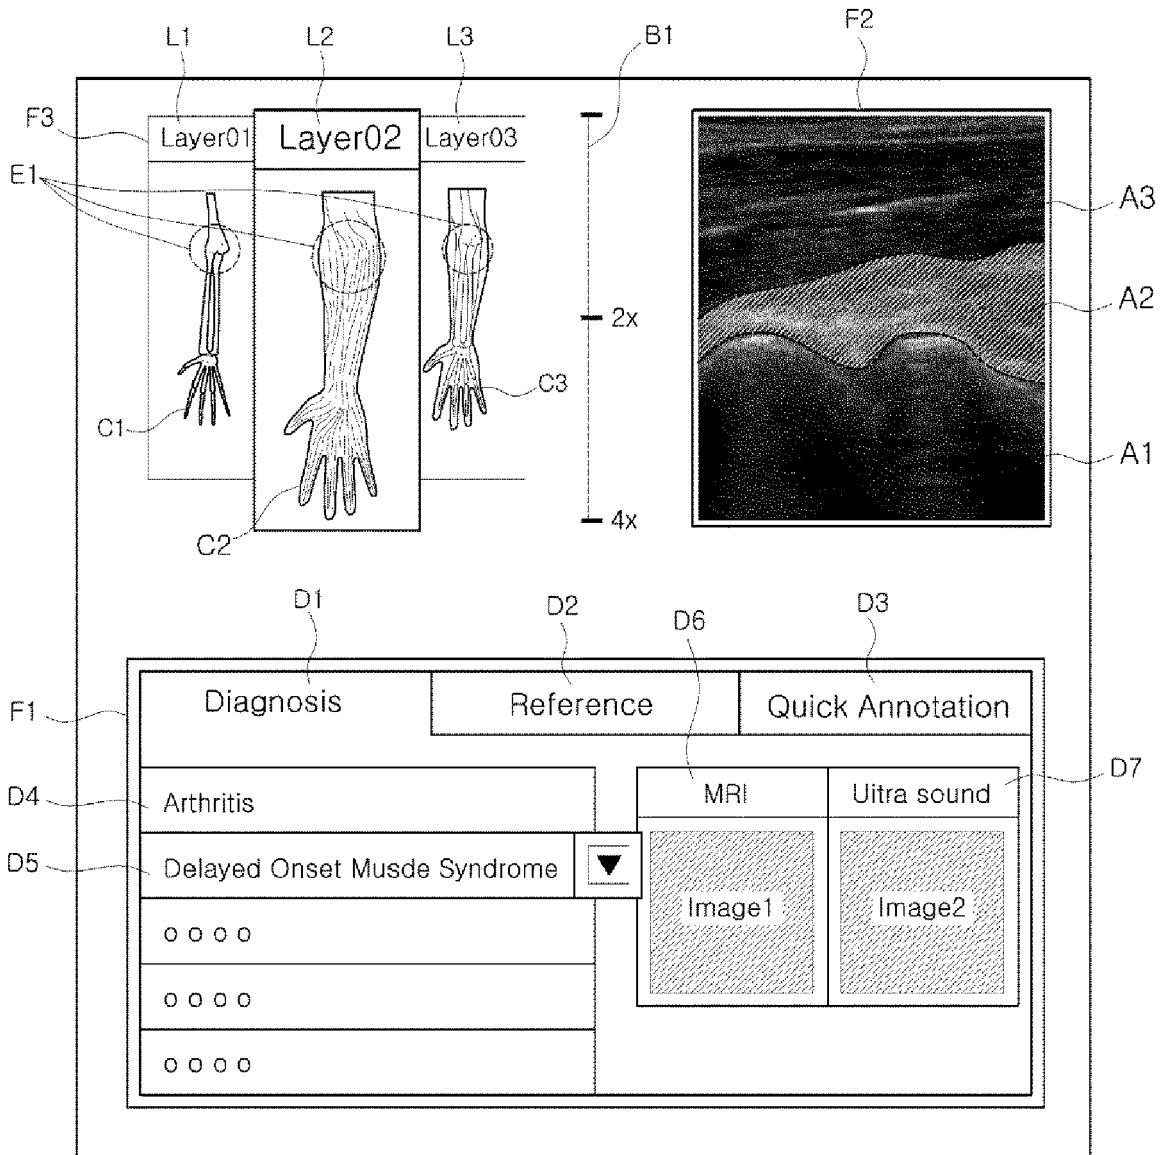 L1 L2 L3 B1 F2
F3 Layer01 Layer02 Layer03
E1
A3
A2
2x
C3
C1
A1
4x
C2
D1 D2 D6 D3
F1 Diagnosis Reference Quick Annotation
D4 Arthritis MRI Uitra sound D7
D5 Delayed Onset Musde Syndrome ▼
Image1 Image2
o o o o
o o o o
o o o o